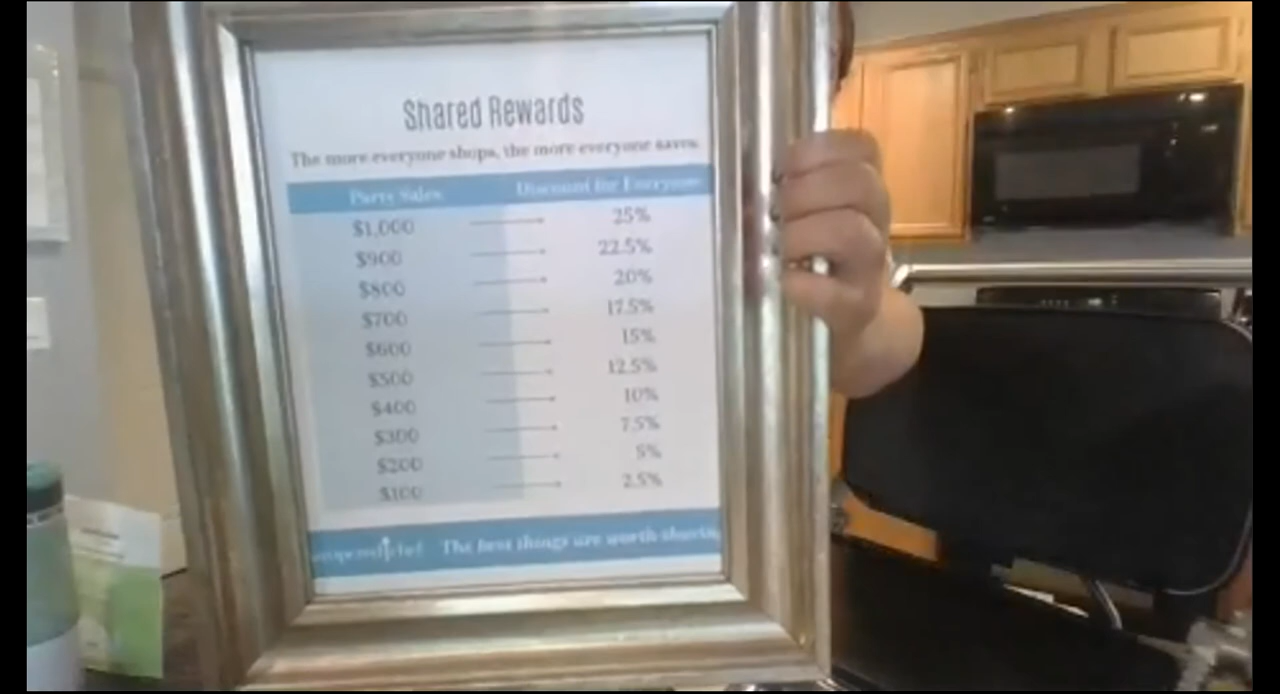 Shared Rewards
The more everyone shops, the more everyone saves.
Party Sales Discount for Everyone
$1,000 25%
$900 22.5%
$800 20%
$700 17.5%
$600 15%
$500 12.5%
$400 10%
$300 7.5%
$200 5%
$100 2.5%
pampered chef The best things are worth sharing